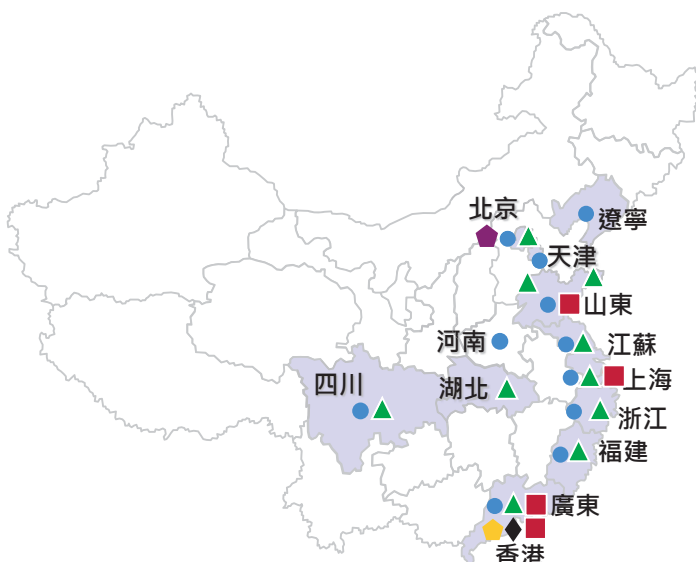 北京
遼寧
天津
山東
河南
江蘇
四川
湖北
上海
浙江
福建
廣東
香港